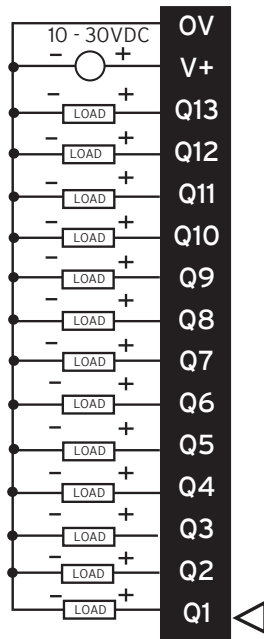 10 - 30VDC 0V
- + V+
- LOAD + Q13
- LOAD + Q12
- LOAD + Q11
- LOAD + Q10
- LOAD + Q9
- LOAD + Q8
- LOAD + Q7
- LOAD + Q6
- LOAD + Q5
- LOAD + Q4
- LOAD + Q3
- LOAD + Q2
- LOAD + Q1